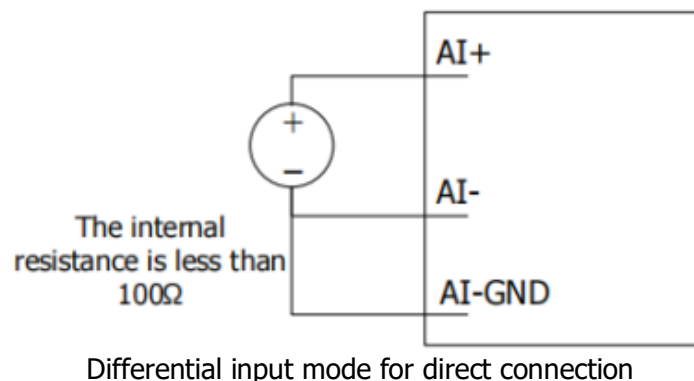 AI+
+
−
AI-
The internal
resistance is less than
100Ω
AI-GND
Differential input mode for direct connection